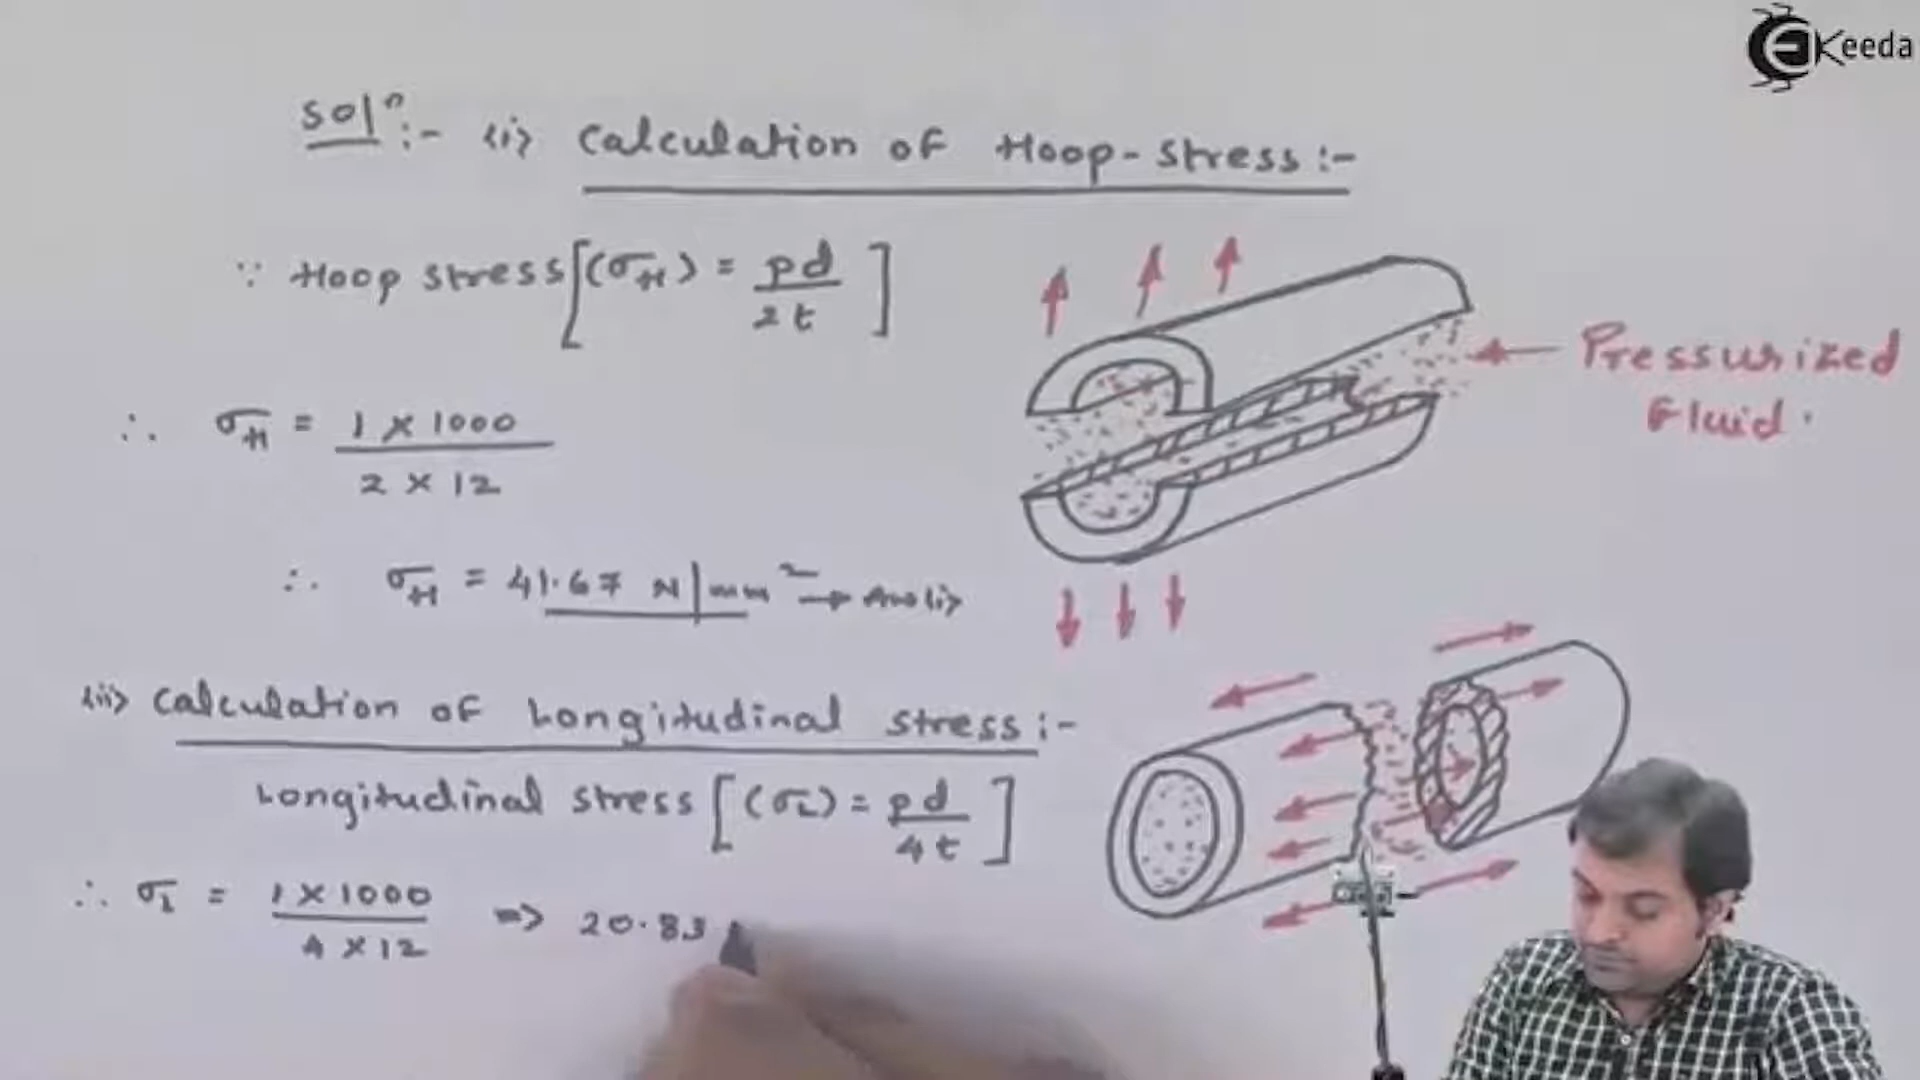 Ekeeda
Solⁿ:- (i) Calculation of Hoop-stress:-
∵ Hoop stress [(σH) = pd/2t]
Pressurized
Fluid.
∴ σH = 1 × 1000 / 2 × 12
∴ σH = 41.67 N/mm² → Ans(i)
(ii) Calculation of Longitudinal stress:-
Longitudinal stress [(σL) = pd/4t]
∴ σL = 1 × 1000 / 4 × 12 => 20.83